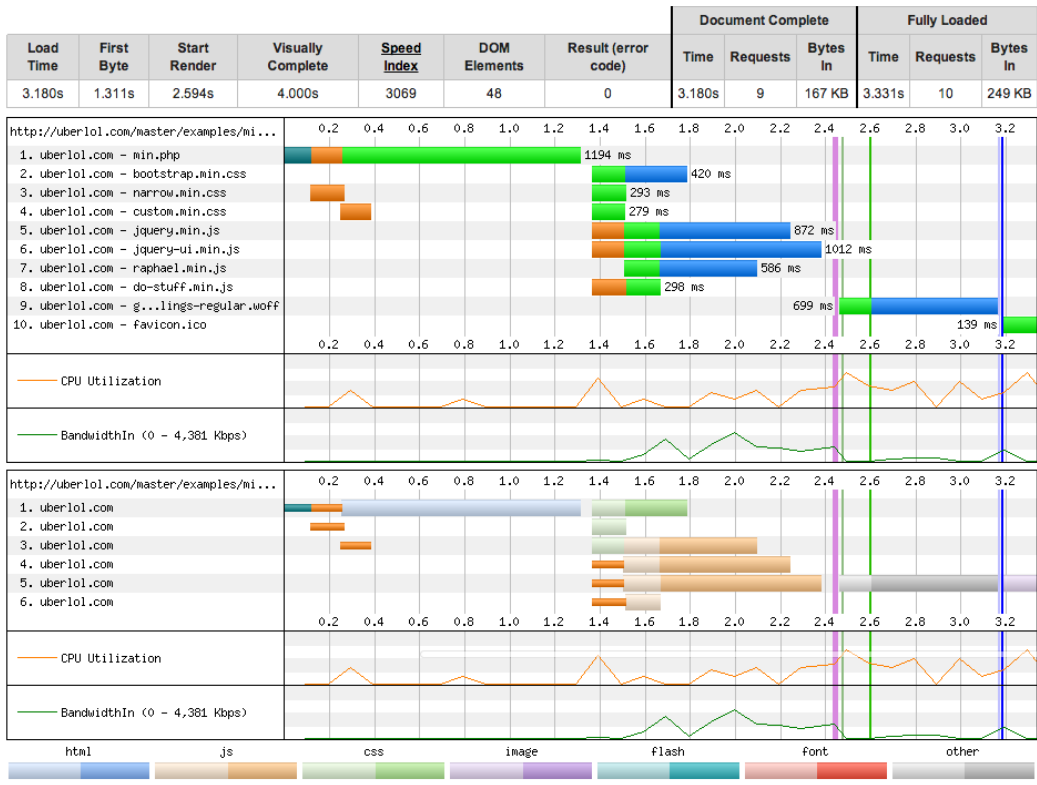 Document Complete Fully Loaded
Load Time First Byte Start Render Visually Complete Speed Index DOM Elements Result (error code) Time Requests Bytes In Time Requests Bytes In
3.180s 1.311s 2.594s 4.000s 3069 48 0 3.180s 9 167 KB 3.331s 10 249 KB
http://uberlol.com/master/examples/mi... 0.2 0.4 0.6 0.8 1.0 1.2 1.4 1.6 1.8 2.0 2.2 2.4 2.6 2.8 3.0 3.2
1. uberlol.com - min.php 1194 ms
2. uberlol.com - bootstrap.min.css 420 ms
3. uberlol.com - narrow.min.css 293 ms
4. uberlol.com - custom.min.css 279 ms
5. uberlol.com - jquery.min.js 872 ms
6. uberlol.com - jquery-ui.min.js 1012 ms
7. uberlol.com - raphael.min.js 586 ms
8. uberlol.com - do-stuff.min.js 298 ms
9. uberlol.com - g...lings-regular.woff 699 ms
10. uberlol.com - favicon.ico 139 ms
0.2 0.4 0.6 0.8 1.0 1.2 1.4 1.6 1.8 2.0 2.2 2.4 2.6 2.8 3.0 3.2
CPU Utilization
BandwidthIn (0 - 4,381 Kbps)
http://uberlol.com/master/examples/mi... 0.2 0.4 0.6 0.8 1.0 1.2 1.4 1.6 1.8 2.0 2.2 2.4 2.6 2.8 3.0 3.2
1. uberlol.com
2. uberlol.com
3. uberlol.com
4. uberlol.com
5. uberlol.com
6. uberlol.com
0.2 0.4 0.6 0.8 1.0 1.2 1.4 1.6 1.8 2.0 2.2 2.4 2.6 2.8 3.0 3.2
CPU Utilization
BandwidthIn (0 - 4,381 Kbps)
html js css image flash font other